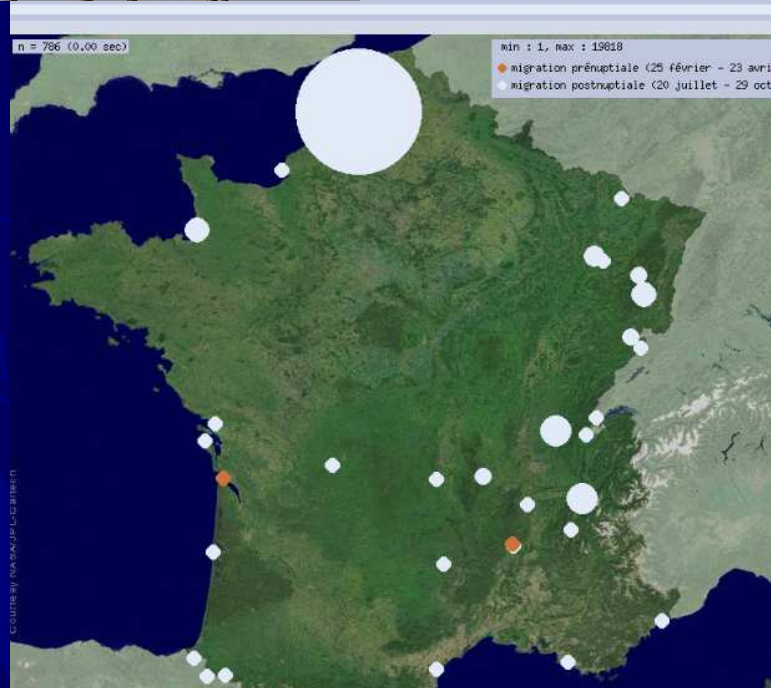 n = 786 (0.00 sec)
min : 1, max : 19818
migration prénuptiale (25 février - 23 avri
migration postnuptiale (20 juillet - 29 oct
Courtesy NASA/JPL-Caltech